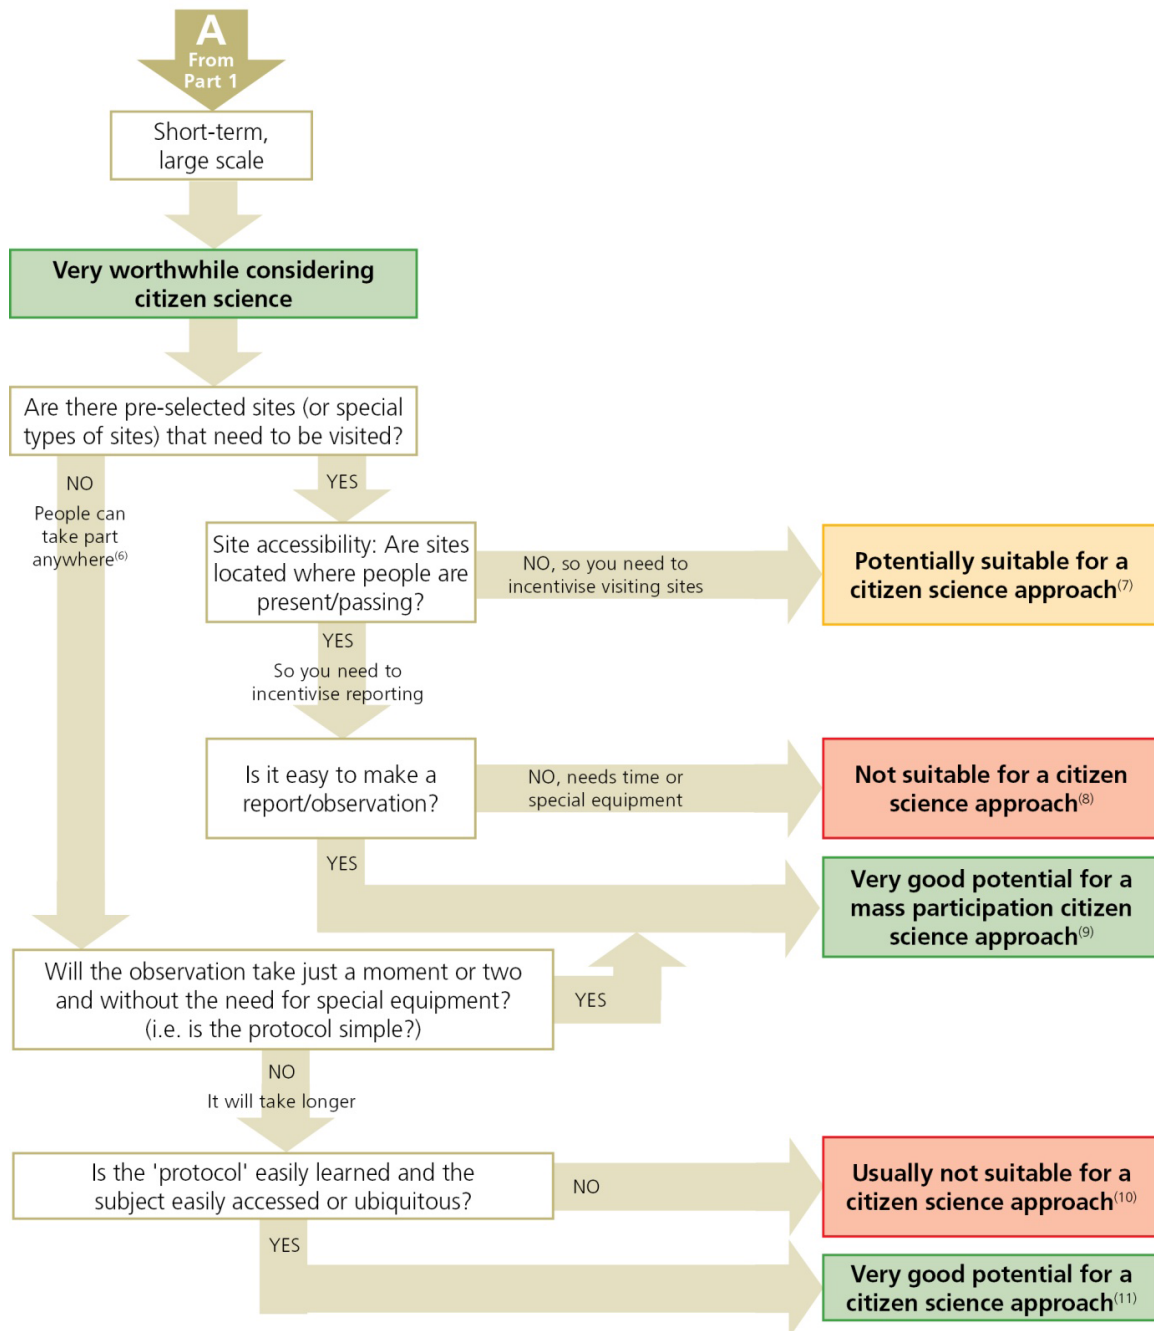 A
From
Part 1
Short-term,
large scale
Very worthwhile considering
citizen science
Are there pre-selected sites (or special
types of sites) that need to be visited?
NO
People can
take part
anywhere(6)
YES
Site accessibility: Are sites
located where people are
present/passing?
NO, so you need to
incentivise visiting sites
Potentially suitable for a
citizen science approach(7)
YES
So you need to
incentivise reporting
Is it easy to make a
report/observation?
NO, needs time or
special equipment
Not suitable for a citizen
science approach(8)
YES
Very good potential for a
mass participation citizen
science approach(9)
Will the observation take just a moment or two
and without the need for special equipment?
(i.e. is the protocol simple?)
YES
NO
It will take longer
Is the 'protocol' easily learned and the
subject easily accessed or ubiquitous?
NO
Usually not suitable for a
citizen science approach(10)
YES
Very good potential for a
citizen science approach(11)